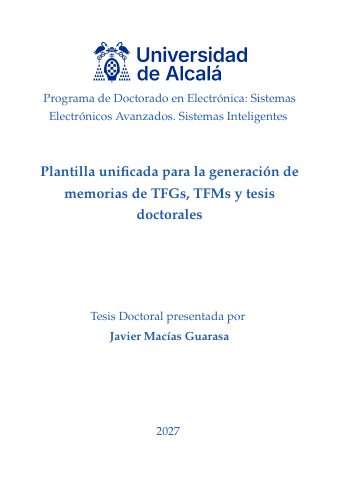 Universidad
de Alcalá
Programa de Doctorado en Electrónica: Sistemas
Electrónicos Avanzados. Sistemas Inteligentes
Plantilla unificada para la generación de
memorias de TFGs, TFMs y tesis
doctorales
Tesis Doctoral presentada por
Javier Macías Guarasa
2027